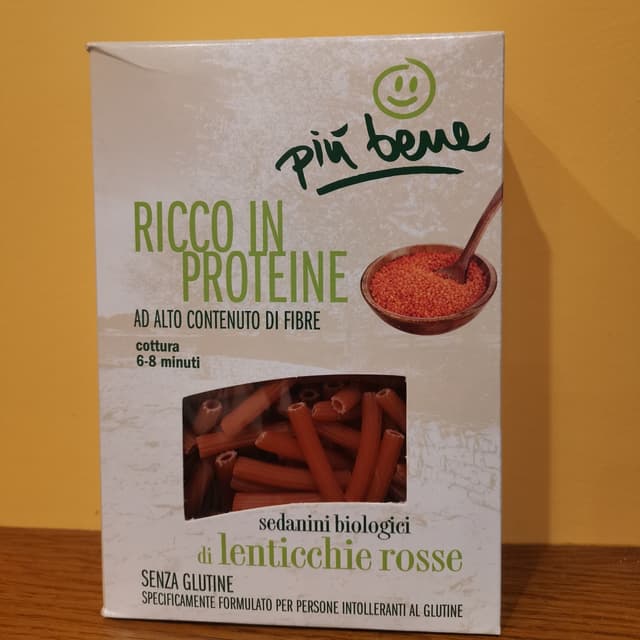 più bene
RICCO IN
PROTEINE
AD ALTO CONTENUTO DI FIBRE
cottura
6-8 minuti
sedanini biologici
di lenticchie rosse
SENZA GLUTINE
SPECIFICAMENTE FORMULATO PER PERSONE INTOLLERANTI AL GLUTINE